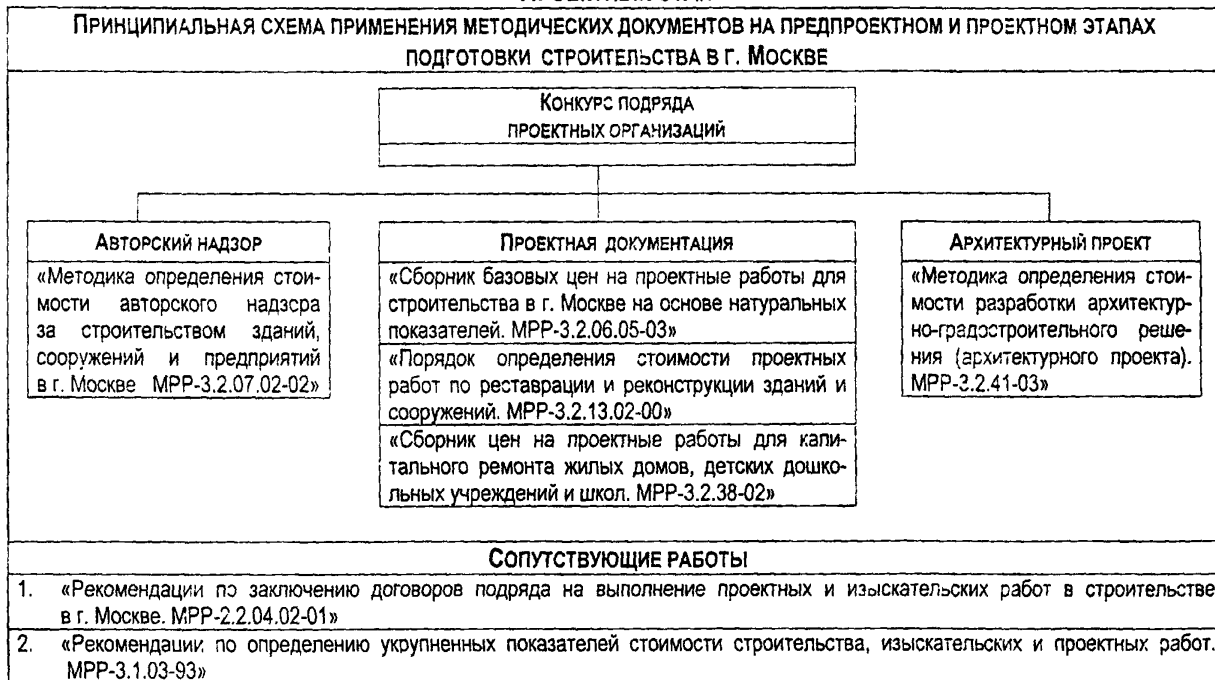 ПРИНЦИПИАЛЬНАЯ СХЕМА ПРИМЕНЕНИЯ МЕТОДИЧЕСКИХ ДОКУМЕНТОВ НА ПРЕДПРОЕКТНОМ И ПРОЕКТНОМ ЭТАПАХ
ПОДГОТОВКИ СТРОИТЕЛЬСТВА В Г. МОСКВЕ
КОНКУРС ПОДРЯДА
ПРОЕКТНЫХ ОРГАНИЗАЦИЙ
АВТОРСКИЙ НАДЗОР
«Методика определения стои-
мости авторского надзора
за строительством зданий,
сооружений и предприятий
в г. Москве МРР-3.2.07.02-02»
ПРОЕКТНАЯ ДОКУМЕНТАЦИЯ
«Сборник базовых цен на проектные работы для
строительства в г. Москве на основе натуральных
показателей. МРР-3.2.06.05-03»
«Порядок определения стоимости проектных
работ по реставрации и реконструкции зданий и
сооружений. МРР-3.2.13.02-00»
«Сборник цен на проектные работы для капи-
тального ремонта жилых домов, детских дошко-
льных учреждений и школ. МРР-3.2.38-02»
АРХИТЕКТУРНЫЙ ПРОЕКТ
«Методика определения стои-
мости разработки архитектур-
но-градостроительного реше-
ния (архитектурного проекта).
МРР-3.2.41-03»
СОПУТСТВУЮЩИЕ РАБОТЫ
1. «Рекомендации по заключению договоров подряда на выполнение проектных и изыскательских работ в строительстве
в г. Москве. МРР-2.2.04.02-01»
2. «Рекомендации по определению укрупненных показателей стоимости строительства, изыскательских и проектных работ.
МРР-3.1.03-93»